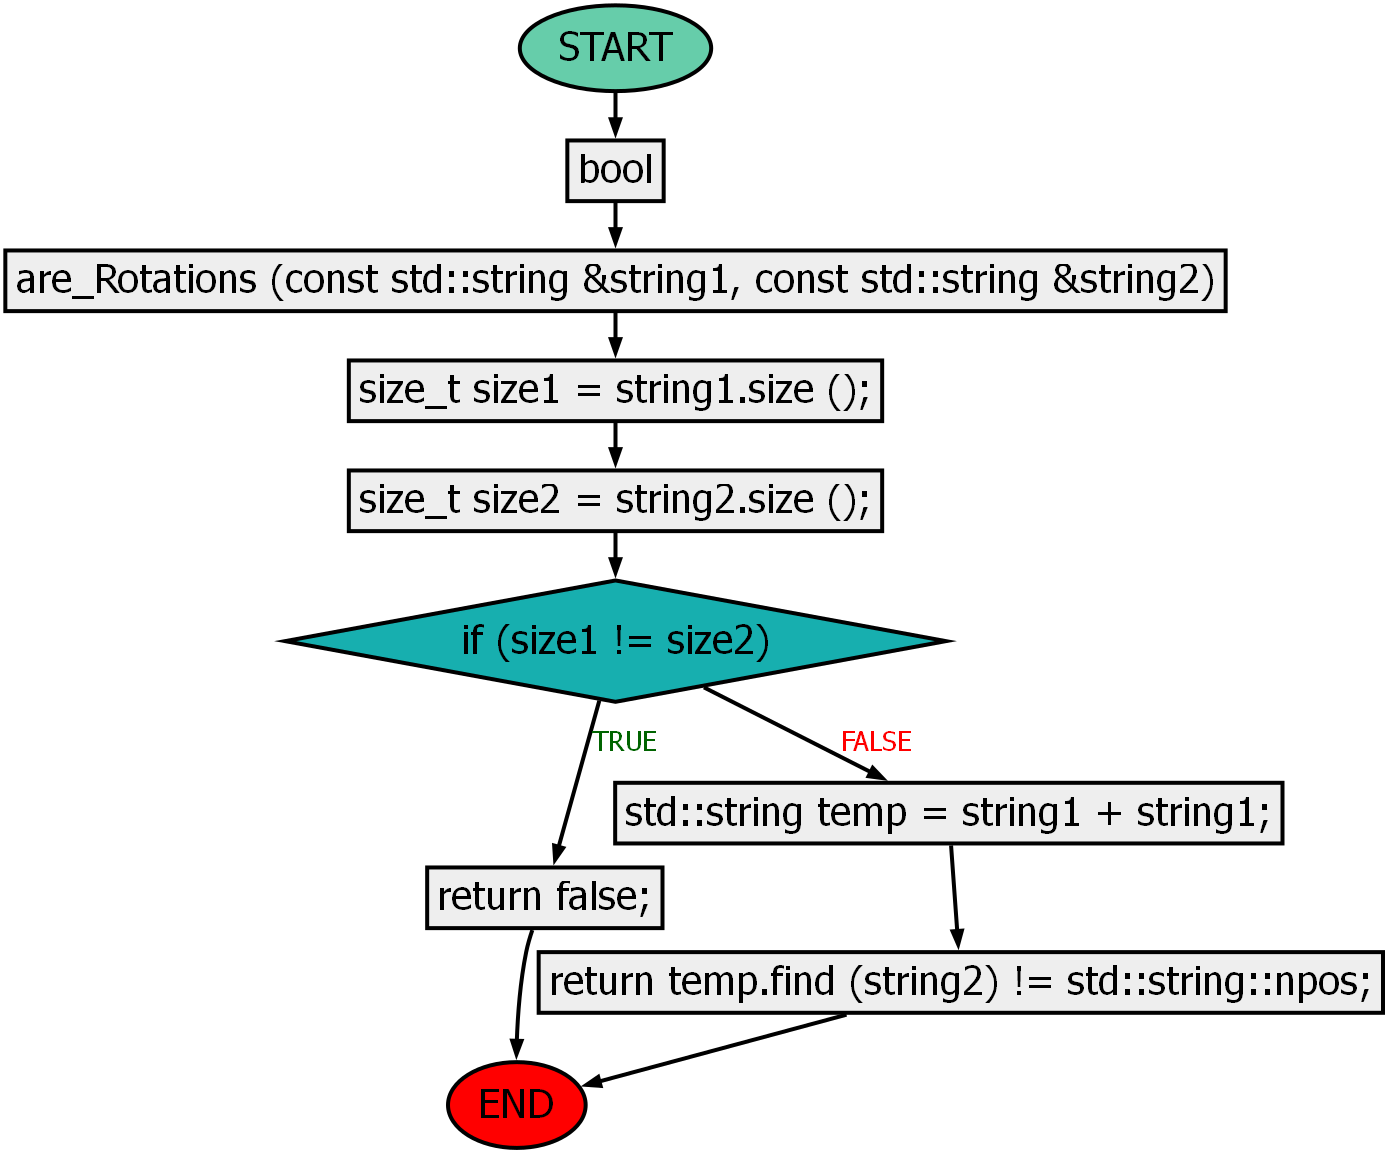 START
bool
are_Rotations (const std::string &string1, const std::string &string2)
size_t size1 = string1.size ();
size_t size2 = string2.size ();
if (size1 != size2)
TRUE
FALSE
std::string temp = string1 + string1;
return false;
return temp.find (string2) != std::string::npos;
END